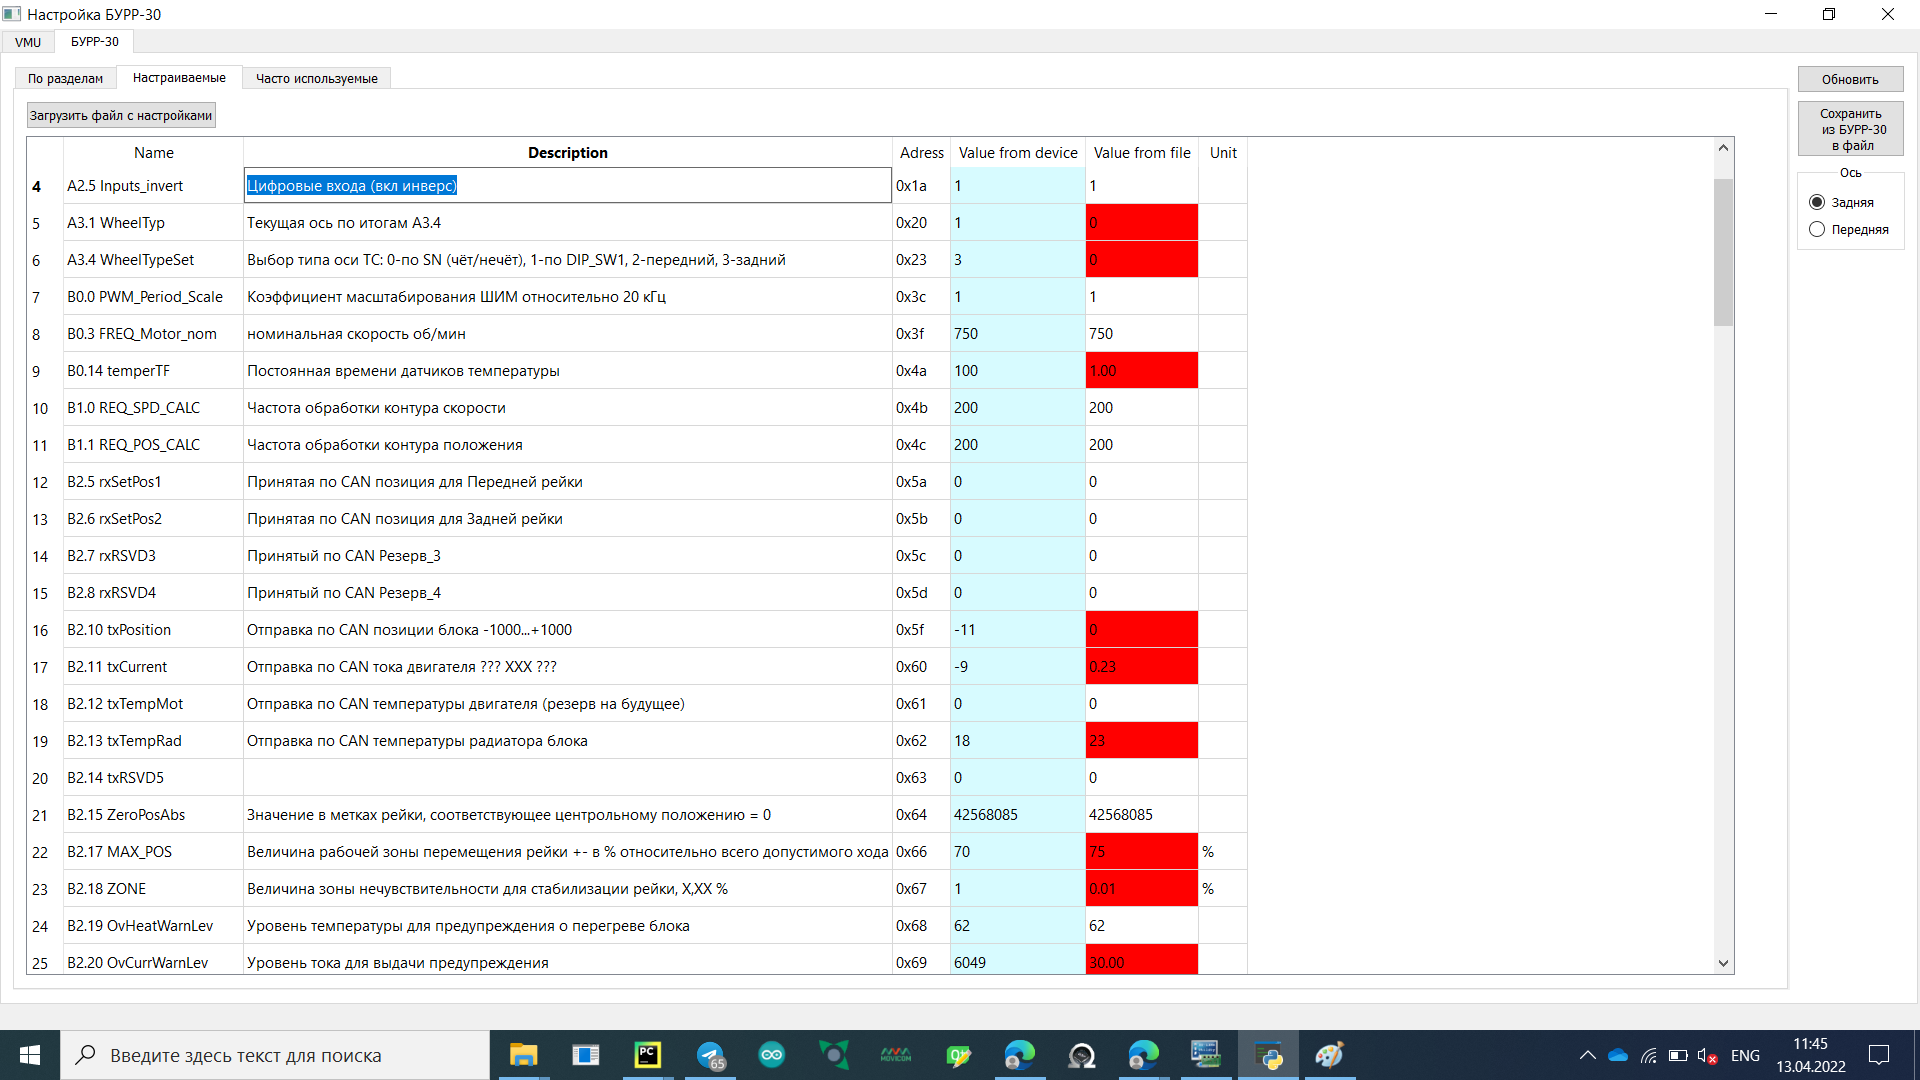 Настройка БУРР-30
VMU БУРР-30
По разделам Настраиваемые Часто используемые
Загрузить файл с настройками
Name Description Adress Value from device Value from file Unit
4 A2.5 Inputs_invert Цифровые входа (вкл инверс) 0x1a 1 1
5 A3.1 WheelTyp Текущая ось по итогам А3.4 0x20 1 0
6 A3.4 WheelTypeSet Выбор типа оси ТС: 0-по SN (чёт/нечёт), 1-по DIP_SW1, 2-передний, 3-задний 0x23 3 0
7 B0.0 PWM_Period_Scale Коэффициент масштабирования ШИМ относительно 20 кГц 0x3c 1 1
8 B0.3 FREQ_Motor_nom номинальная скорость об/мин 0x3f 750 750
9 B0.14 temperTF Постоянная времени датчиков температуры 0x4a 100 1.00
10 B1.0 REQ_SPD_CALC Частота обработки контура скорости 0x4b 200 200
11 B1.1 REQ_POS_CALC Частота обработки контура положения 0x4c 200 200
12 B2.5 rxSetPos1 Принятая по CAN позиция для Передней рейки 0x5a 0 0
13 B2.6 rxSetPos2 Принятая по CAN позиция для Задней рейки 0x5b 0 0
14 B2.7 rxRSVD3 Принятый по CAN Резерв_3 0x5c 0 0
15 B2.8 rxRSVD4 Принятый по CAN Резерв_4 0x5d 0 0
16 B2.10 txPosition Отправка по CAN позиции блока -1000...+1000 0x5f -11 0
17 B2.11 txCurrent Отправка по CAN тока двигателя ??? XXX ??? 0x60 -9 0.23
18 B2.12 txTempMot Отправка по CAN температуры двигателя (резерв на будущее) 0x61 0 0
19 B2.13 txTempRad Отправка по CAN температуры радиатора блока 0x62 18 23
20 B2.14 txRSVD5 0x63 0 0
21 B2.15 ZeroPosAbs Значение в метках рейки, соответствующее центрольному положению = 0 0x64 42568085 42568085
22 B2.17 MAX_POS Величина рабочей зоны перемещения рейки +- в % относительно всего допустимого хода 0x66 70 75 %
23 B2.18 ZONE Величина зоны нечувствительности для стабилизации рейки, X,XX % 0x67 1 0.01 %
24 B2.19 OvHeatWarnLev Уровень температуры для предупреждения о перегреве блока 0x68 62 62
25 B2.20 OvCurrWarnLev Уровень тока для выдачи предупреждения 0x69 6049 30.00
Обновить
Сохранить
из БУРР-30
в файл
Ось
Задняя
Передняя
Введите здесь текст для поиска
PC
65
MOVICOM
ENG
11:45
13.04.2022